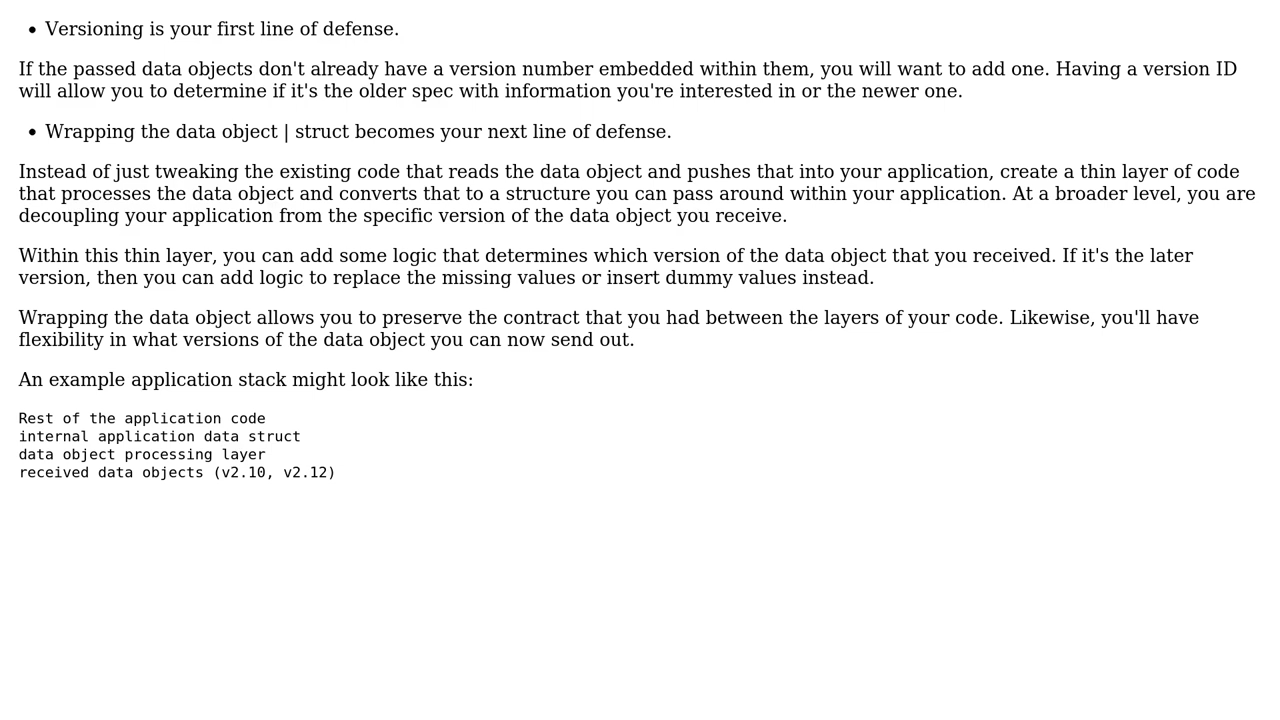 • Versioning is your first line of defense.
If the passed data objects don't already have a version number embedded within them, you will want to add one. Having a version ID
will allow you to determine if it's the older spec with information you're interested in or the newer one.
• Wrapping the data object | struct becomes your next line of defense.
Instead of just tweaking the existing code that reads the data object and pushes that into your application, create a thin layer of code
that processes the data object and converts that to a structure you can pass around within your application. At a broader level, you are
decoupling your application from the specific version of the data object you receive.
Within this thin layer, you can add some logic that determines which version of the data object that you received. If it's the later
version, then you can add logic to replace the missing values or insert dummy values instead.
Wrapping the data object allows you to preserve the contract that you had between the layers of your code. Likewise, you'll have
flexibility in what versions of the data object you can now send out.
An example application stack might look like this:
Rest of the application code
internal application data struct
data object processing layer
received data objects (v2.10, v2.12)